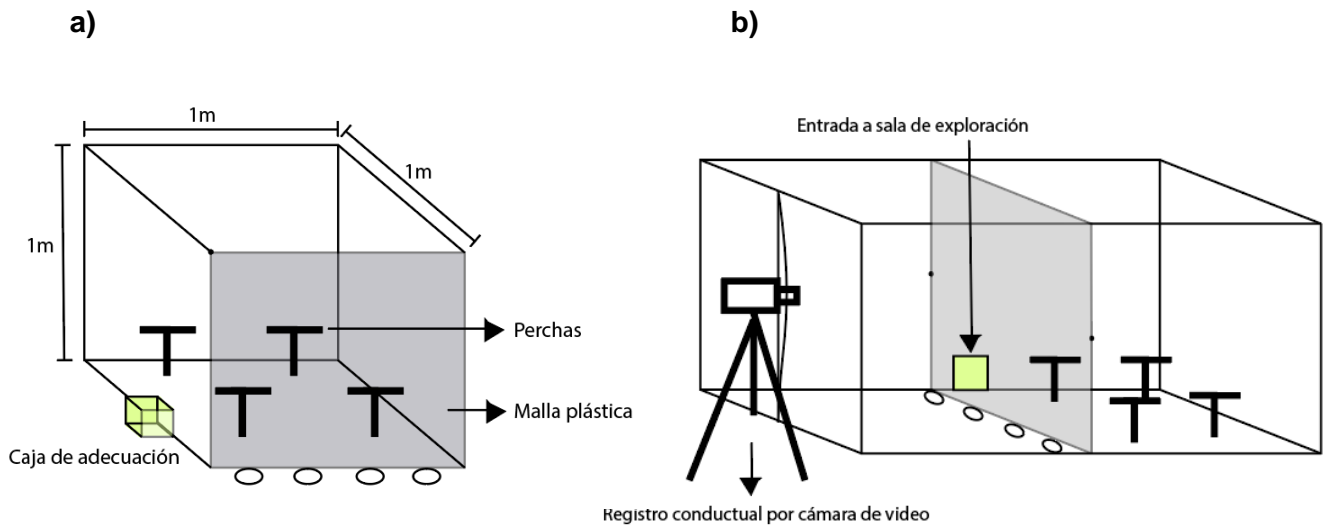 a)
b)
1m
1m
1m
Perchas
Malla plástica
Caja de adecuación
Entrada a sala de exploración
Registro conductual por cámara de video